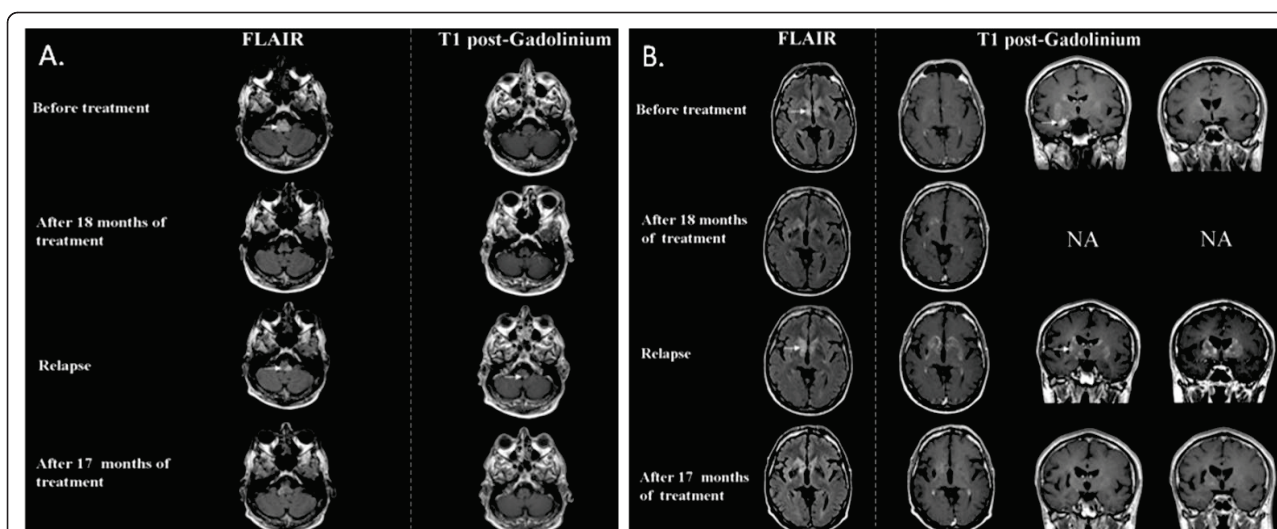 A.
FLAIR
T1 post-Gadolinium
Before treatment
After 18 months of
treatment
Relapse
After 17 months of
treatment
B.
FLAIR
T1 post-Gadolinium
Before treatment
After 18 months
of treatment
NA
NA
Relapse
After 17 months
of treatment